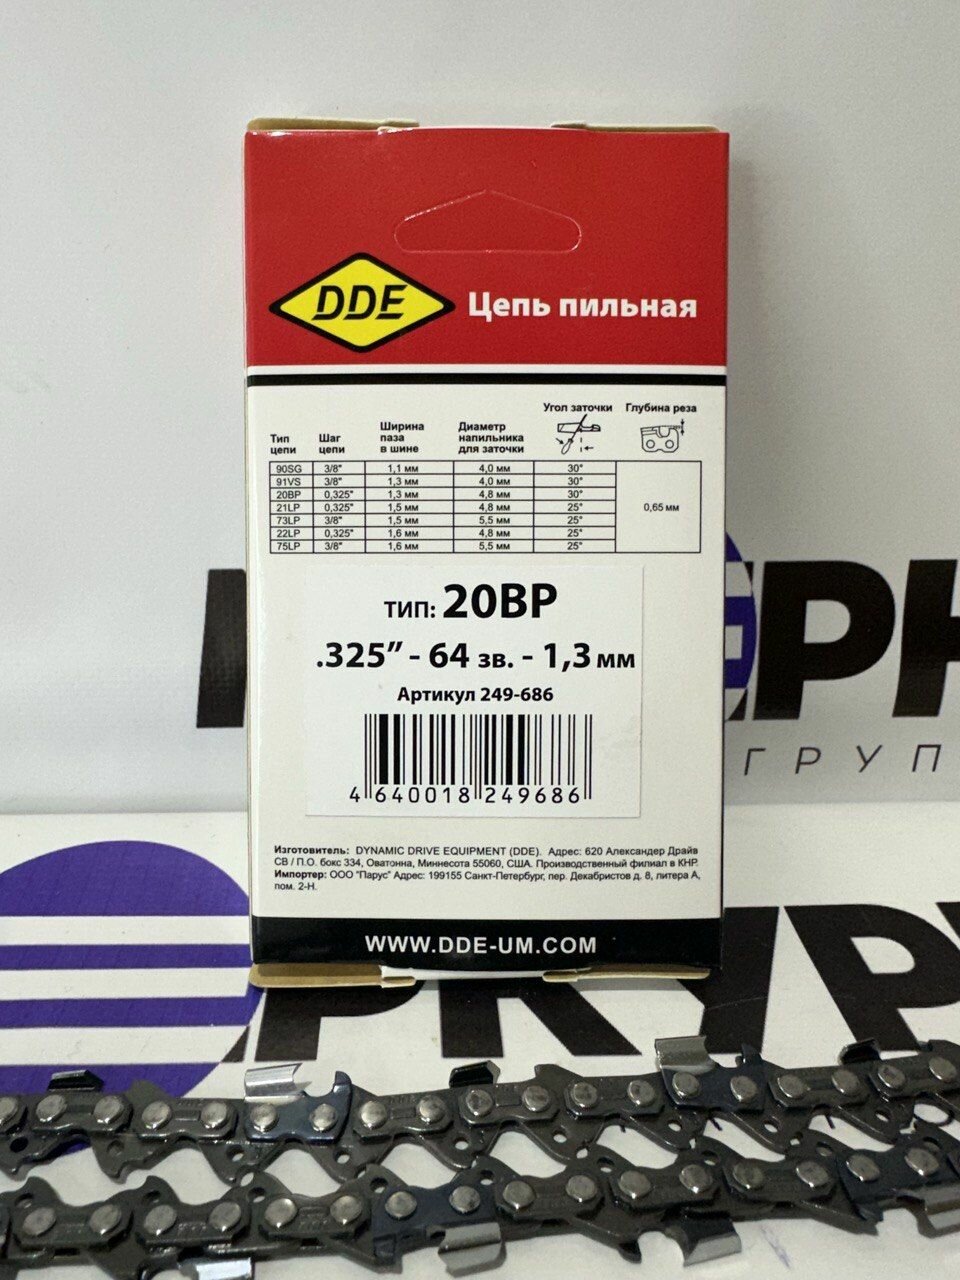 DDE
Цепь пильная
Угол заточки
Глубина реза
Тип цепи
Шаг цепи
Ширина паза в шине
Диаметр напильника для заточки
90SG 3/8" 1,1 мм 4,0 мм 30°
91VS 3/8" 1,3 мм 4,0 мм 30°
20BP 0,325" 1,3 мм 4,8 мм 30°
21LP 0,325" 1,5 мм 4,8 мм 25°
73LP 3/8" 1,5 мм 5,5 мм 25°
22LP 0,325" 1,6 мм 4,8 мм 25°
75LP 3/8" 1,6 мм 5,5 мм 25°
0,65 мм
ТИП: 20BP
.325” - 64 зв. - 1,3 мм
Артикул 249-686
4 640018 249686
Изготовитель: DYNAMIC DRIVE EQUIPMENT (DDE). Адрес: 620 Александер Драйв
СВ / П.О. бокс 334, Оватонна, Миннесота 55060, США. Производственный филиал в КНР.
Импортер: ООО "Парус" Адрес: 199155 Санкт-Петербург, пер. Декабристов д. 8, литера А,
пом. 2-Н.
WWW.DDE-UM.COM
ГРУП